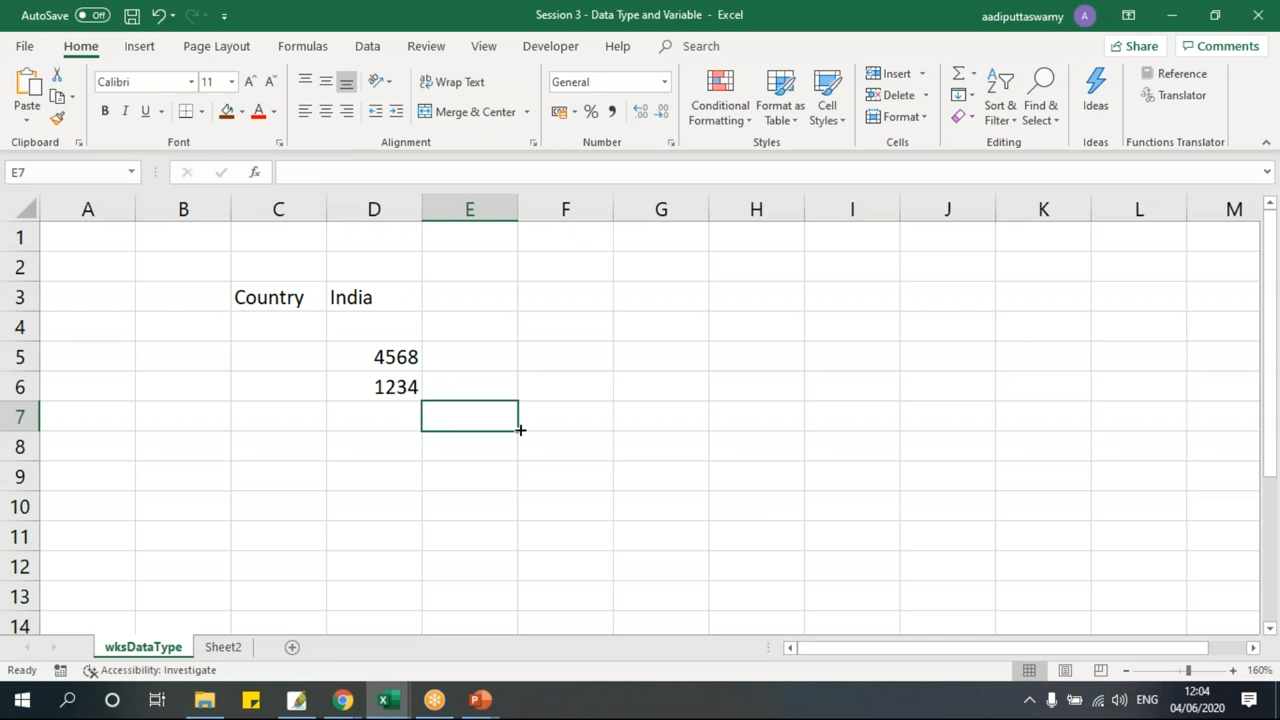 AutoSave Off Session 3 - Data Type and Variable - Excel aadiputtaswamy A
File Home Insert Page Layout Formulas Data Review View Developer Help Search Share Comments
Calibri 11 Wrap Text General Insert Reference
Paste Conditional Format as Cell Delete Sort & Find & Ideas Translator
B I U A Merge & Center Formatting Table Styles Format Filter Select
Clipboard Font Alignment Number Styles Cells Editing Ideas Functions Translator
E7 fx
A B C D E F G H I J K L M
1
2
3 Country India
4
5 4568
6 1234
7
8
9
10
11
12
13
14
wksDataType Sheet2
Ready Accessibility: Investigate 160%
ENG 12:04
04/06/2020